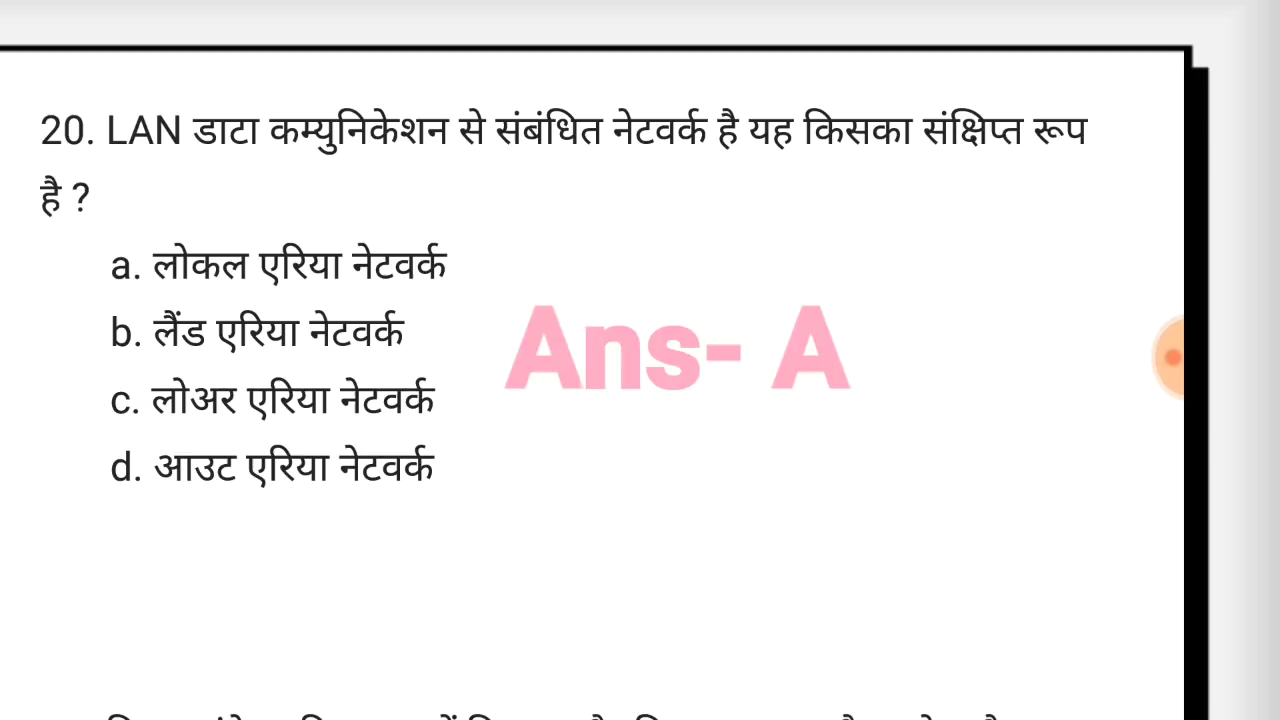 20. LAN डाटा कम्युनिकेशन से संबंधित नेटवर्क है यह किसका संक्षिप्त रूप
है ?
a. लोकल एरिया नेटवर्क
b. लैंड एरिया नेटवर्क
c. लोअर एरिया नेटवर्क
d. आउट एरिया नेटवर्क
Ans- A